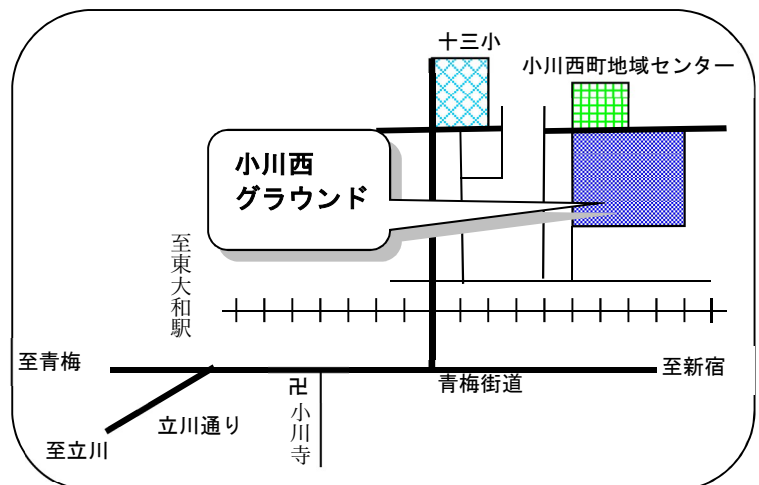 十三小
小川西町地域センター
小川西
グラウンド
至東大和駅
至青梅
至新宿
青梅街道
卍
小川寺
立川通り
至立川